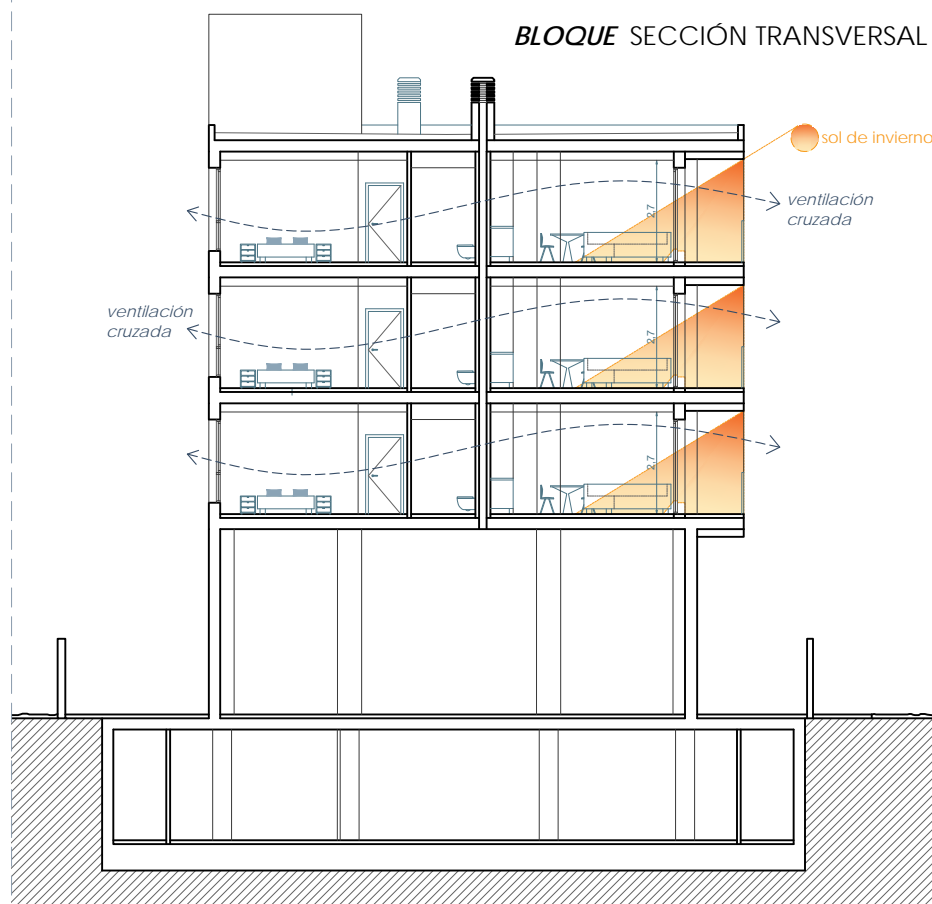 BLOQUE SECCIÓN TRANSVERSAL
sol de invierno
ventilación
cruzada
2,7
ventilación
cruzada
2,7
2,7